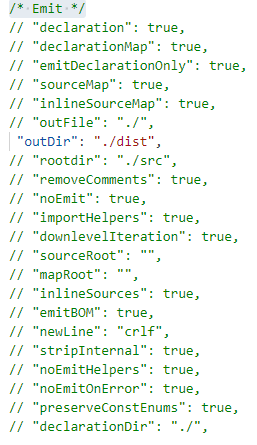 /* Emit */
// "declaration": true,
// "declarationMap": true,
// "emitDeclarationOnly": true,
// "sourceMap": true,
// "inlineSourceMap": true,
// "outFile": "./",
"outDir": "./dist",
// "rootdir": "./src",
// "removeComments": true,
// "noEmit": true,
// "importHelpers": true,
// "downlevelIteration": true,
// "sourceRoot": "",
// "mapRoot": "",
// "inlineSources": true,
// "emitBOM": true,
// "newLine": "crlf",
// "stripInternal": true,
// "noEmitHelpers": true,
// "noEmitOnError": true,
// "preserveConstEnums": true,
// "declarationDir": "./",